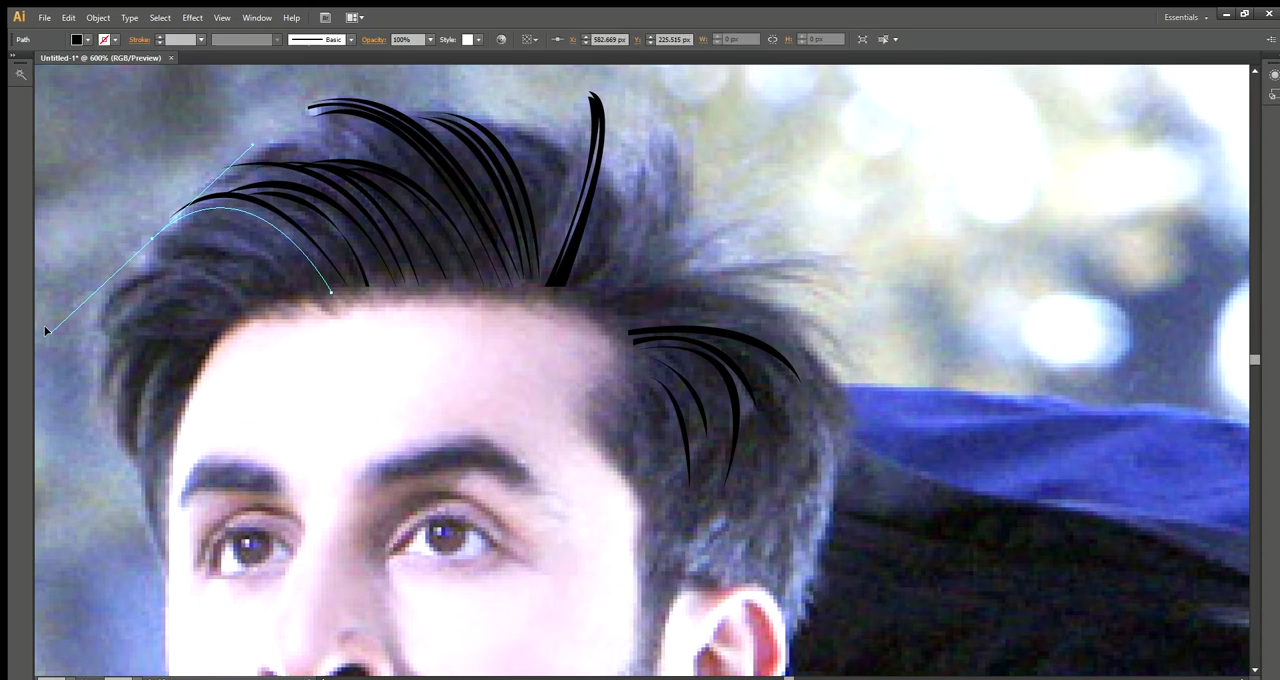 Ai File Edit Object Type Select Effect View Window Help Br Essentials
Path Stroke: Basic Opacity: 100% Style: X: 582.669 px Y: 225.515 px W: 0 px H: 0 px
Untitled-1* @ 600% (RGB/Preview) ×